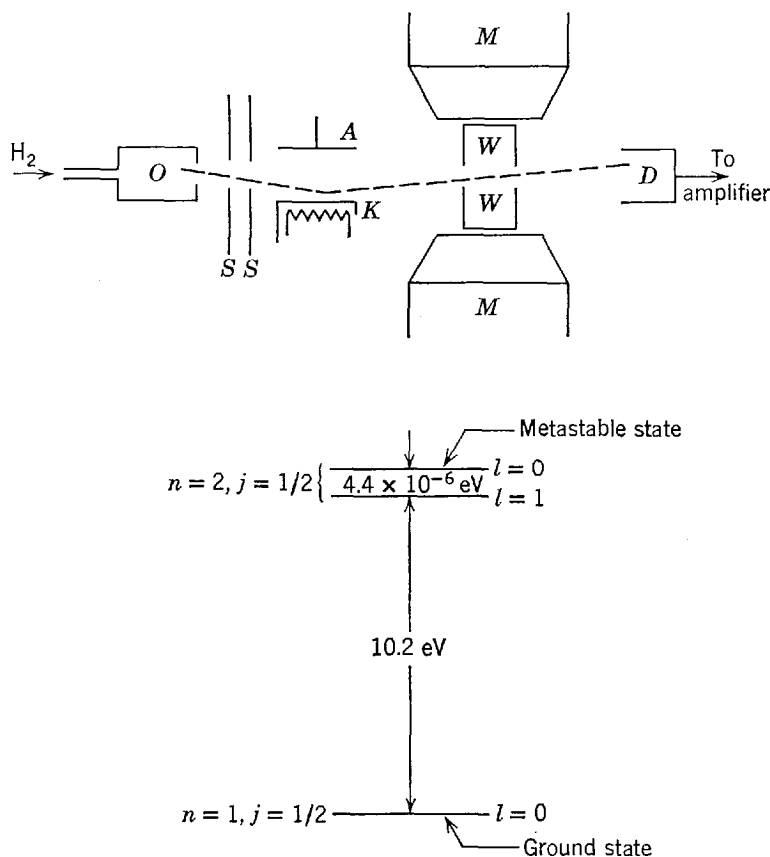 M
A
W
H₂
O
D
To
amplifier
W
K
S S
M
Metastable state
l = 0
n = 2, j = 1/2 { 4.4 × 10⁻⁶ eV
l = 1
10.2 eV
n = 1, j = 1/2
l = 0
Ground state